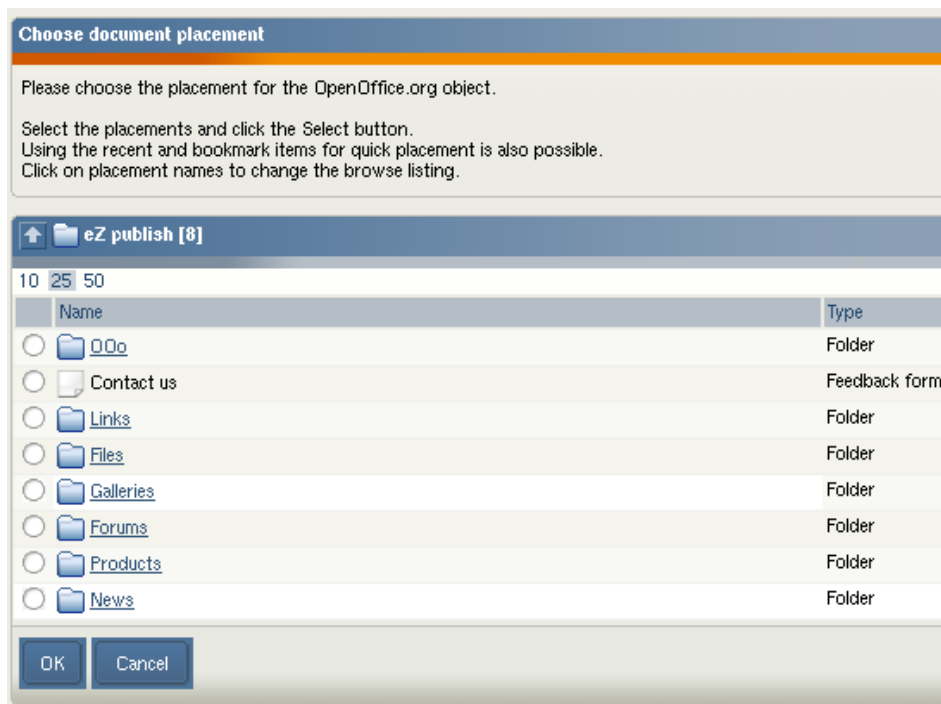 Choose document placement
Please choose the placement for the OpenOffice.org object.
Select the placements and click the Select button.
Using the recent and bookmark items for quick placement is also possible.
Click on placement names to change the browse listing.
eZ publish [8]
10 25 50
Name Type
OOo Folder
Contact us Feedback form
Links Folder
Files Folder
Galleries Folder
Forums Folder
Products Folder
News Folder
OK Cancel